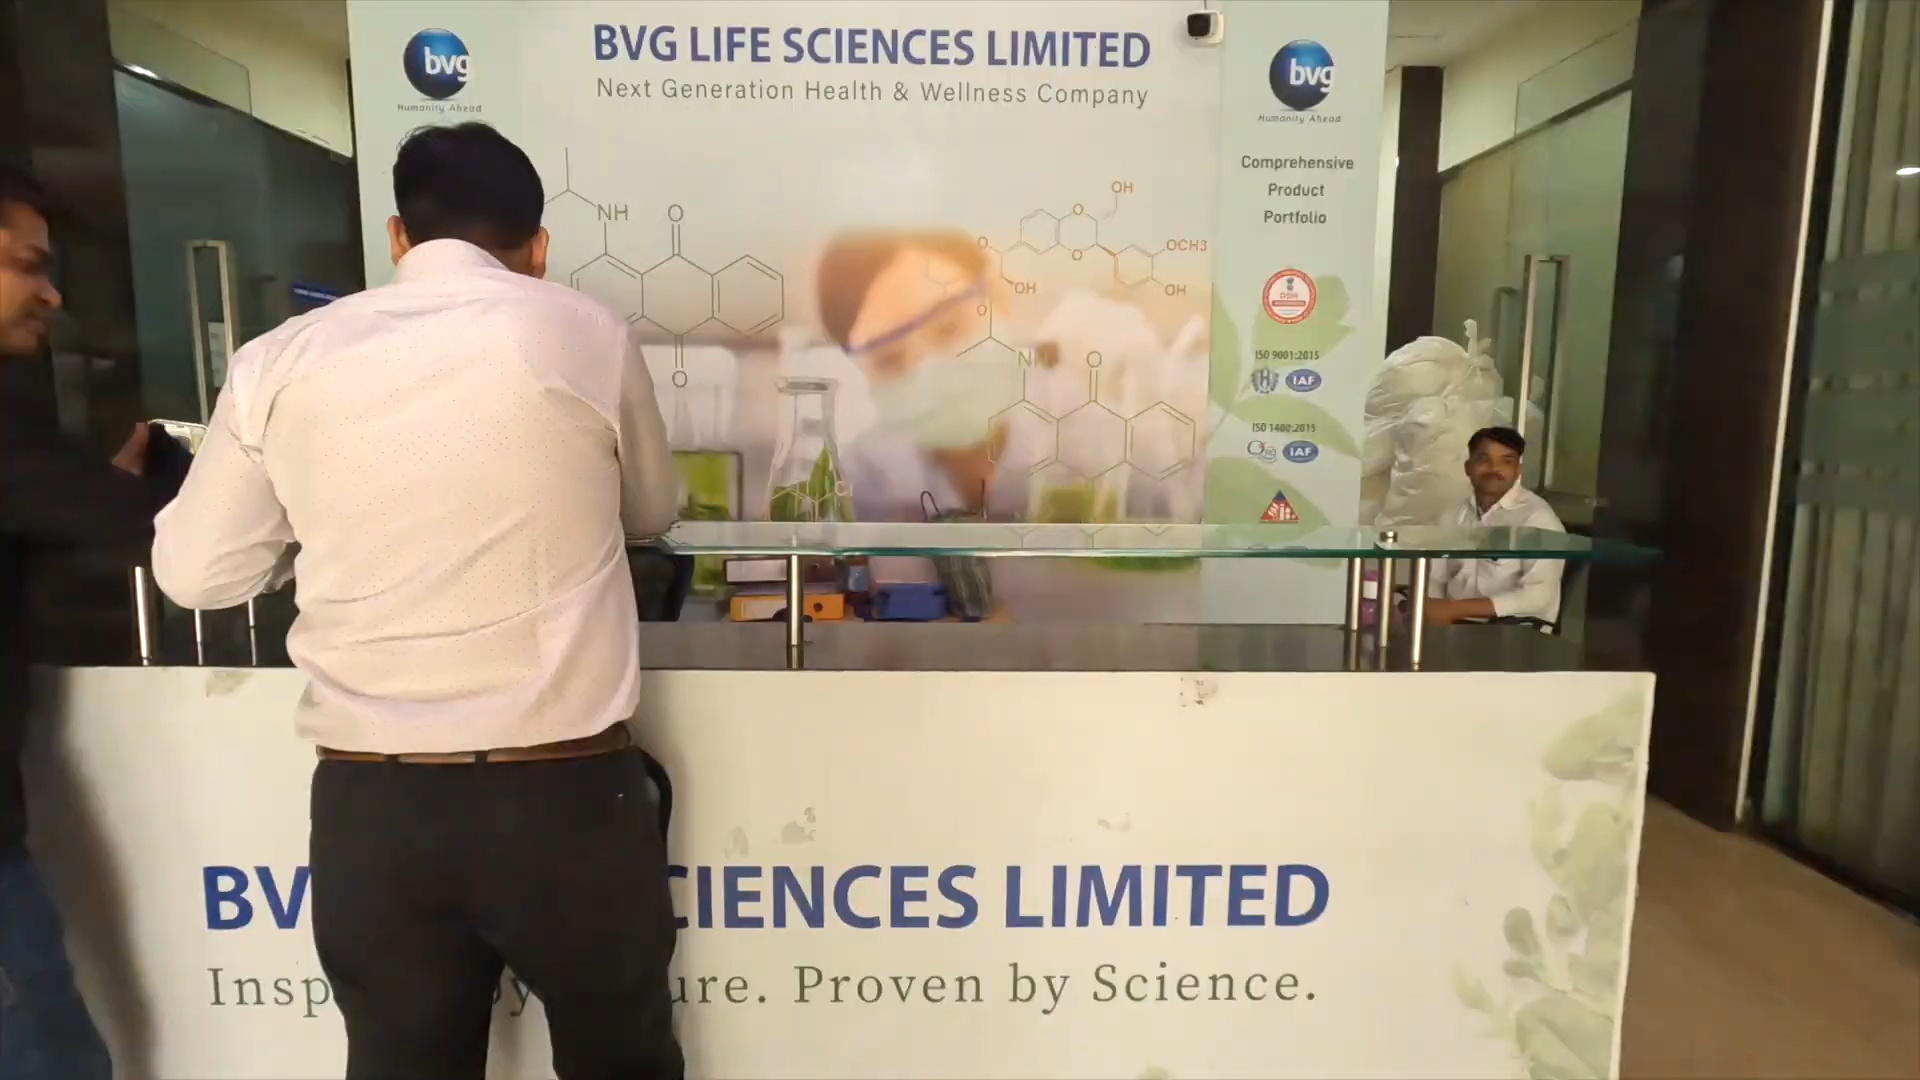 BVG LIFE SCIENCES LIMITED
Next Generation Health & Wellness Company
bvg
Humanity Ahead
bvg
Humanity Ahead
Comprehensive
Product
Portfolio
ISO 9001:2015
IAF
ISO 1400:2015
IAF
NH
O
O
OH
O
O
O
OCH3
OH
OH
O
N
O
BV
CIENCES LIMITED
Insp
by
ure. Proven by Science.